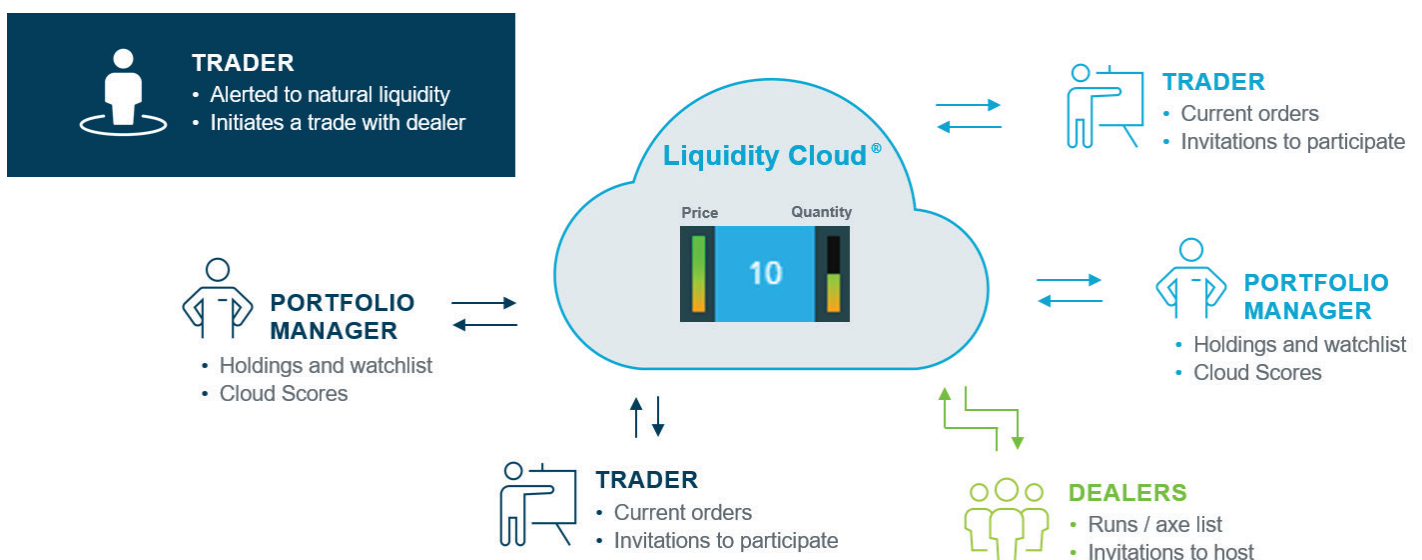 TRADER
• Alerted to natural liquidity
• Initiates a trade with dealer
Liquidity Cloud®
Price Quantity
10
TRADER
• Current orders
• Invitations to participate
PORTFOLIO
MANAGER
• Holdings and watchlist
• Cloud Scores
PORTFOLIO
MANAGER
• Holdings and watchlist
• Cloud Scores
TRADER
• Current orders
• Invitations to participate
DEALERS
• Runs / axe list
• Invitations to host